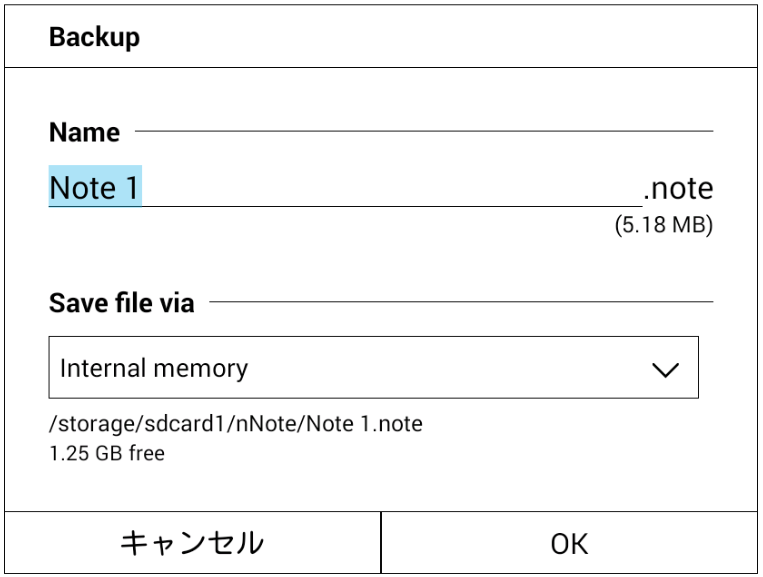 Backup
Name
Note 1.note
(5.18 MB)
Save file via
Internal memory
/storage/sdcard1/nNote/Note 1.note
1.25 GB free
キャンセル OK